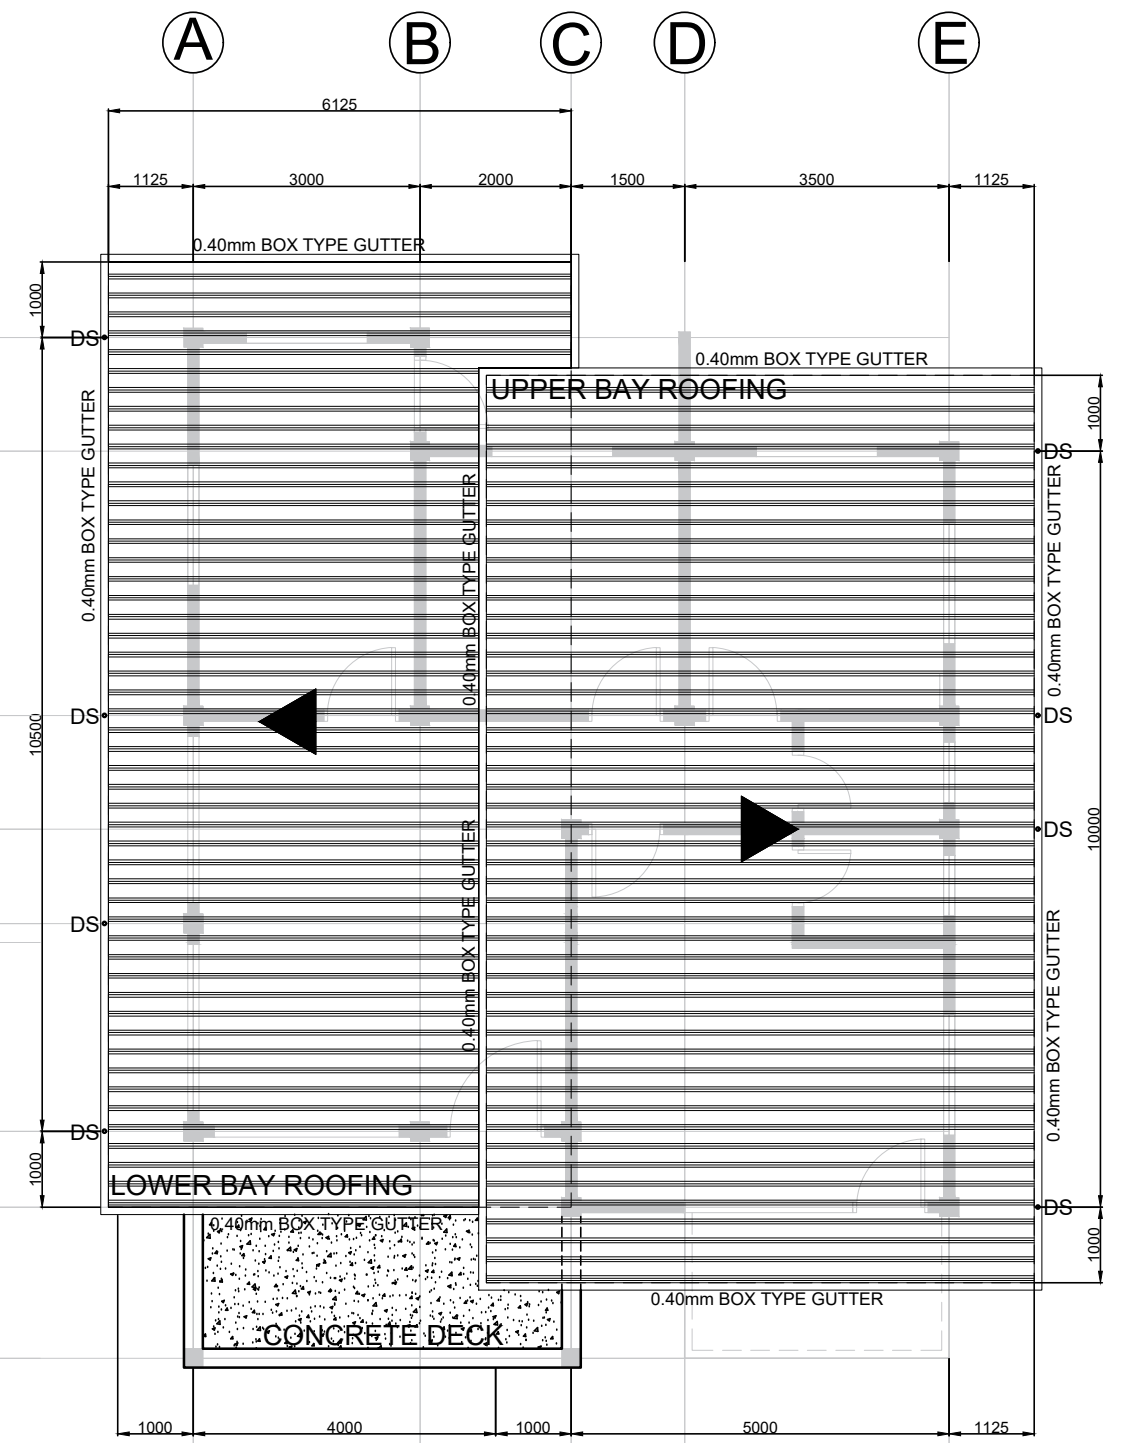 A B C D E
6125
1125 3000 2000 1500 3500 1125
0.40mm BOX TYPE GUTTER
1000
DS
0.40mm BOX TYPE GUTTER
0.40mm BOX TYPE GUTTER
UPPER BAY ROOFING
1000
DS
0.40mm BOX TYPE GUTTER
0.40mm BOX TYPE GUTTER
DS
DS
10500
DS
10000
0.40mm BOX TYPE GUTTER
DS
0.40mm BOX TYPE GUTTER
DS
1000
LOWER BAY ROOFING
DS
0.40mm BOX TYPE GUTTER
1000
0.40mm BOX TYPE GUTTER
CONCRETE DECK
1000 4000 1000 5000 1125